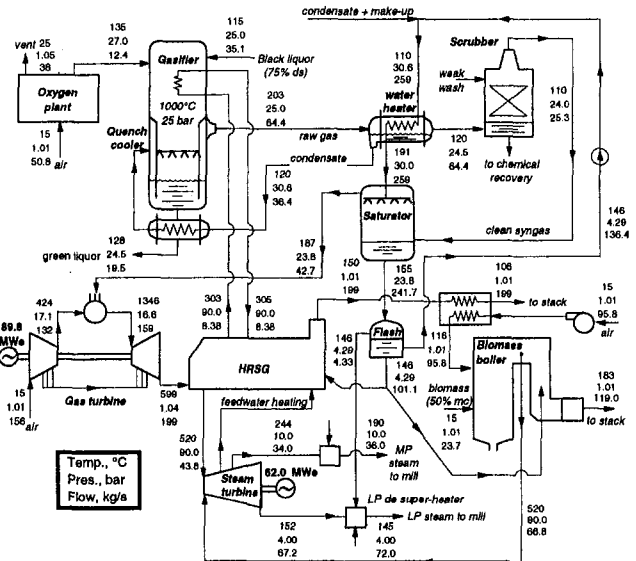 condensate + make-up
vent
25
1.05
38
135
27.0
12.4
115
25.0
35.1
Black liquor
(75% ds)
Gasifier
1000°C
25 bar
Oxygen
plant
15
1.01
50.8
air
Quench
cooler
203
25.0
64.4
raw gas
condensate
120
30.6
36.4
110
30.6
259
water
heater
191
30.0
259
Scrubber
weak
wash
110
24.0
25.3
120
24.5
64.4
to chemical
recovery
146
4.29
136.4
green liquor
128
24.5
19.5
187
23.8
42.7
Saturator
clean syngas
155
23.8
241.7
150
1.01
199
424
17.1
132
1346
16.6
159
303
90.0
8.38
305
90.0
8.38
89.8
MWe
15
1.01
156
air
Gas turbine
599
1.04
199
HRSG
feedwater heating
146
4.29
4.33
Flash
146
4.29
101.1
106
1.01
199
to stack
15
1.01
95.8
air
116
1.01
95.8
Biomass
boiler
biomass
(50% mc)
15
1.01
23.7
183
1.01
119.0
to stack
Temp., °C
Pres., bar
Flow, kg/s
520
90.0
43.8
244
10.0
34.0
190
10.0
36.0
MP
steam
to mill
Steam
turbine
62.0 MWe
LP de super-heater
LP steam to mill
152
4.00
67.2
145
4.00
72.0
520
90.0
66.8